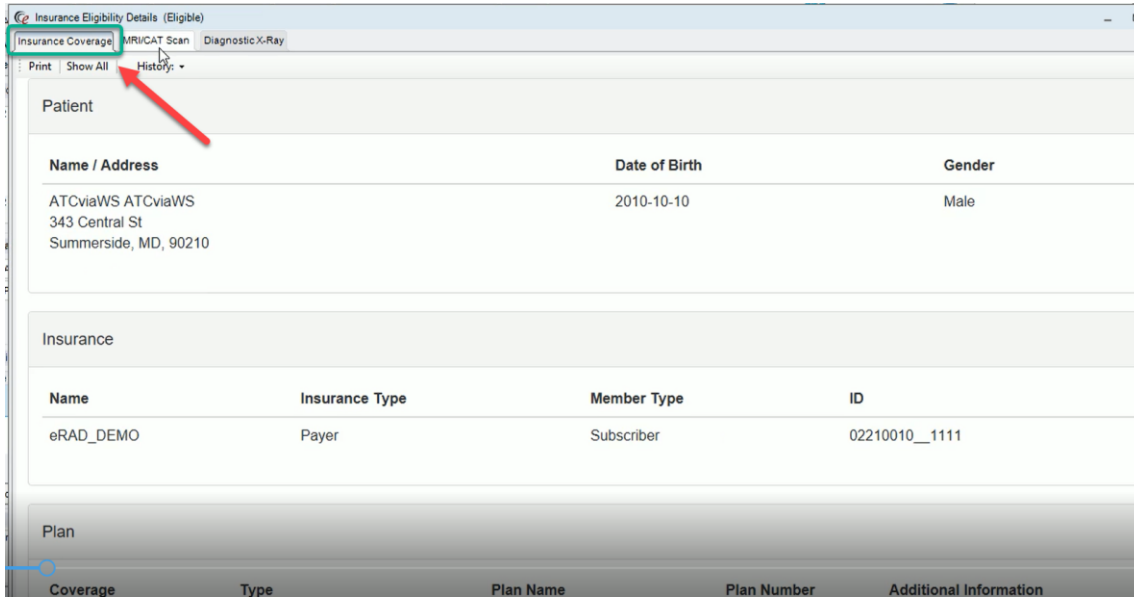 Insurance Eligibility Details (Eligible)
Insurance Coverage MRI/CAT Scan Diagnostic X-Ray
Print Show All History:
Patient
Name / Address Date of Birth Gender
ATCviaWS ATCviaWS 2010-10-10 Male
343 Central St
Summerside, MD, 90210
Insurance
Name Insurance Type Member Type ID
eRAD_DEMO Payer Subscriber 02210010__1111
Plan
Coverage Type Plan Name Plan Number Additional Information